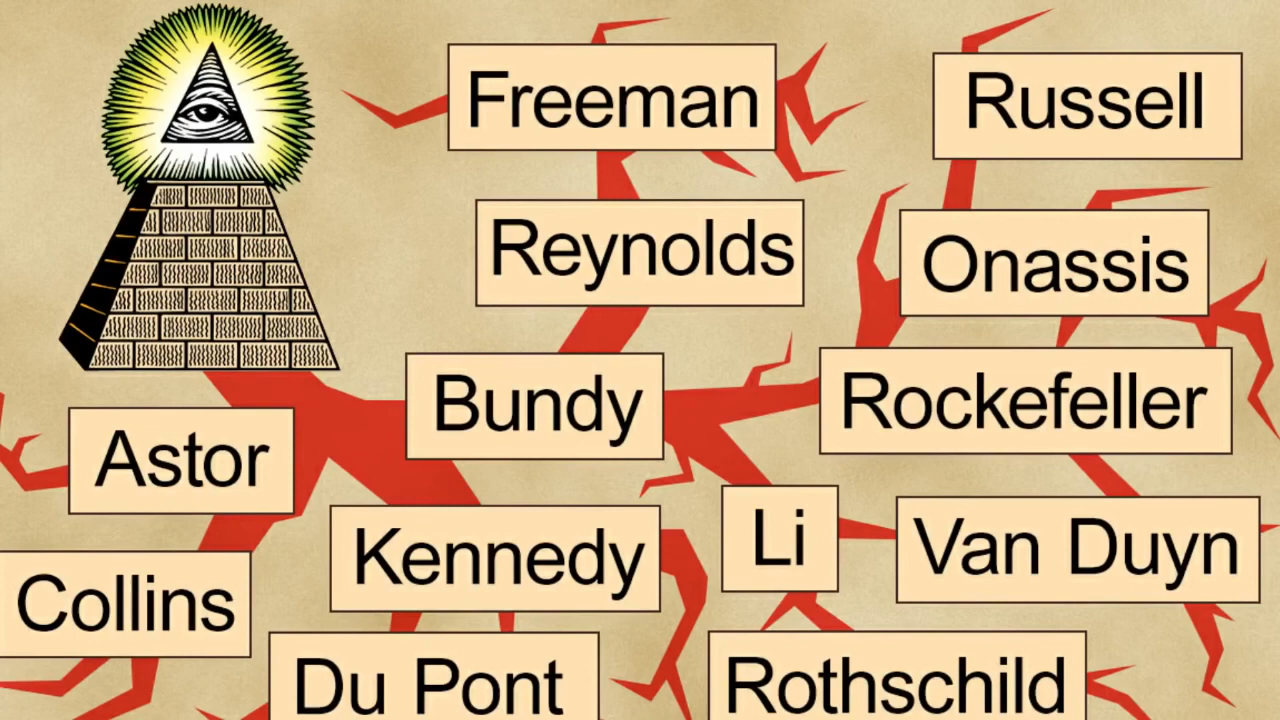 Freeman
Russell
Reynolds
Onassis
Bundy
Rockefeller
Astor
Kennedy
Li
Van Duyn
Collins
Du Pont
Rothschild